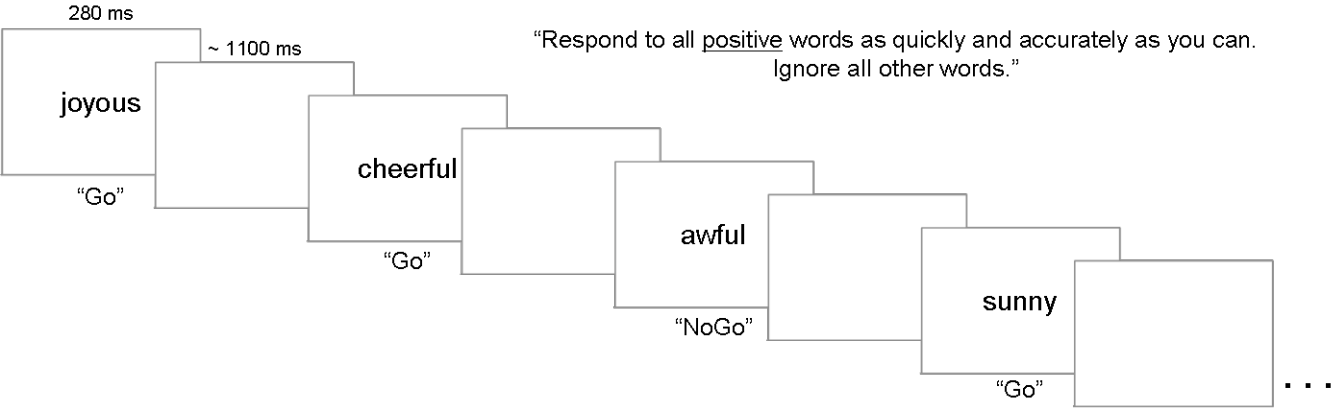 280 ms
~ 1100 ms
“Respond to all positive words as quickly and accurately as you can.
Ignore all other words.”
joyous
“Go”
cheerful
“Go”
awful
“NoGo”
sunny
“Go”
. . .